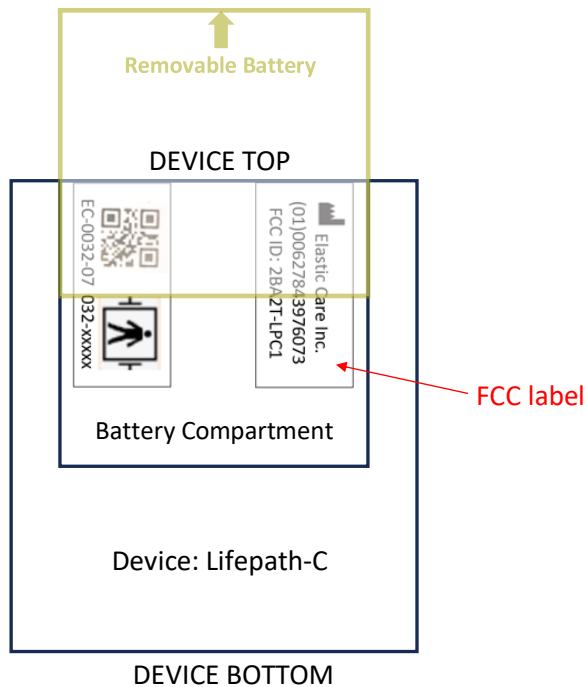 Removable Battery
DEVICE TOP
EC-0032-07 032-xxxxx
Elastic Care Inc.
(01)00627843976073
FCC ID: 2BA2T-LPC1
FCC label
Battery Compartment
Device: Lifepath-C
DEVICE BOTTOM